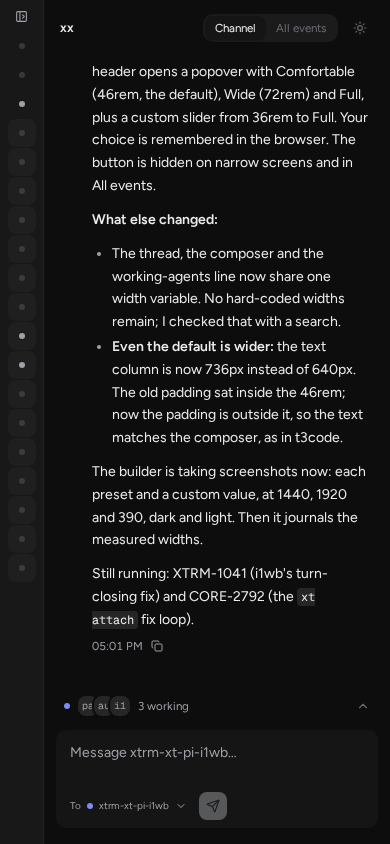 xx
Channel
All events
header opens a popover with Comfortable
(46rem, the default), Wide (72rem) and Full,
plus a custom slider from 36rem to Full. Your
choice is remembered in the browser. The
button is hidden on narrow screens and in
All events.
What else changed:
• The thread, the composer and the
working-agents line now share one
width variable. No hard-coded widths
remain; I checked that with a search.
• Even the default is wider: the text
column is now 736px instead of 640px.
The old padding sat inside the 46rem;
now the padding is outside it, so the text
matches the composer, as in t3code.
The builder is taking screenshots now: each
preset and a custom value, at 1440, 1920
and 390, dark and light. Then it journals the
measured widths.
Still running: XTRM-1041 (i1wb's turn-
closing fix) and CORE-2792 (the xt
attach fix loop).
05:01 PM
pa au i1 3 working
Message xtrm-xt-pi-i1wb...
To xtrm-xt-pi-i1wb